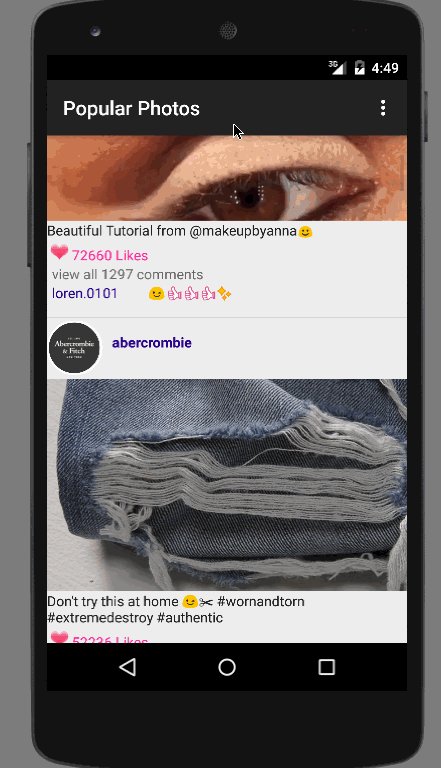 3G 4:49
Popular Photos
Beautiful Tutorial from @makeupbyanna😊
72660 Likes
view all 1297 comments
loren.0101 😉👍👍👍✨
Abercrombie
& Fitch
abercrombie
Don't try this at home 😉✂ #wornandtorn
#extremedestroy #authentic
52236 Likes